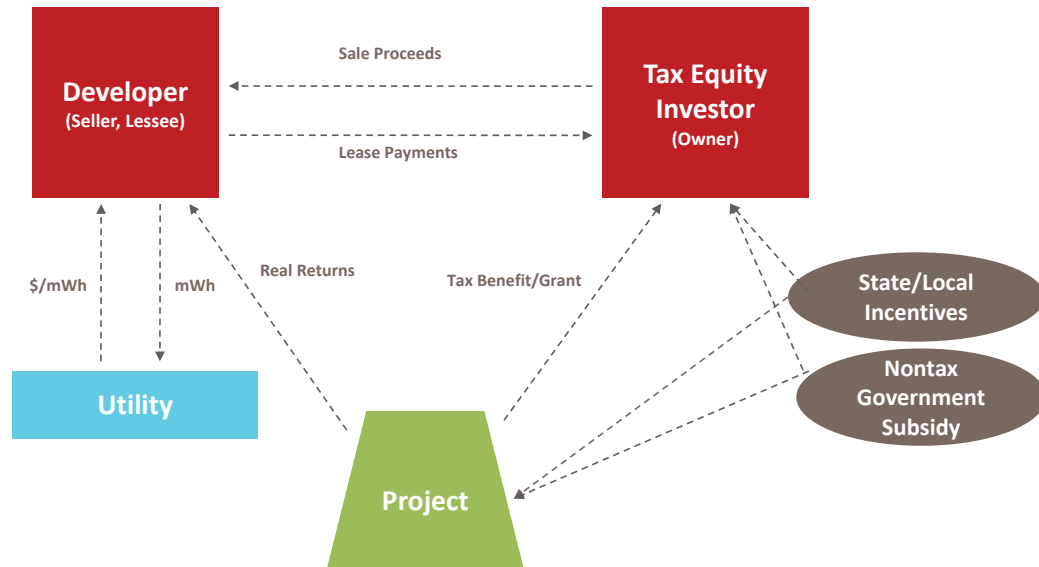 Sale Proceeds
Developer
(Seller, Lessee)
Tax Equity
Investor
(Owner)
Lease Payments
$/mWh
mWh
Real Returns
Tax Benefit/Grant
State/Local
Incentives
Utility
Nontax
Government
Subsidy
Project